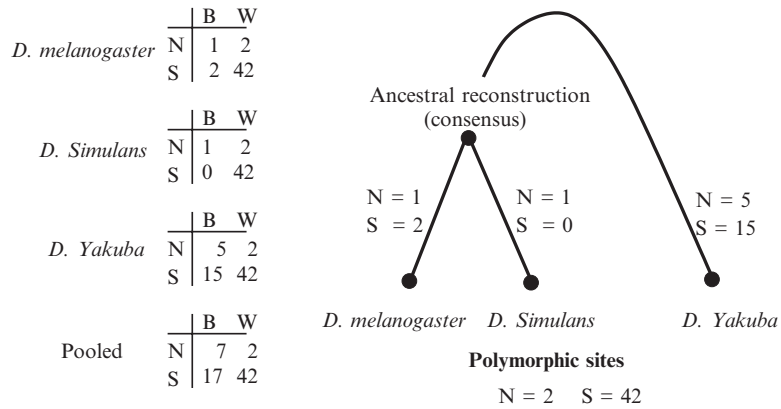 B W
D. melanogaster N 1 2
S 2 42
B W
D. Simulans N 1 2
S 0 42
B W
D. Yakuba N 5 2
S 15 42
B W
Pooled N 7 2
S 17 42
Ancestral reconstruction
(consensus)
N = 1
S = 2
N = 1
S = 0
N = 5
S = 15
D. melanogaster D. Simulans D. Yakuba
Polymorphic sites
N = 2 S = 42